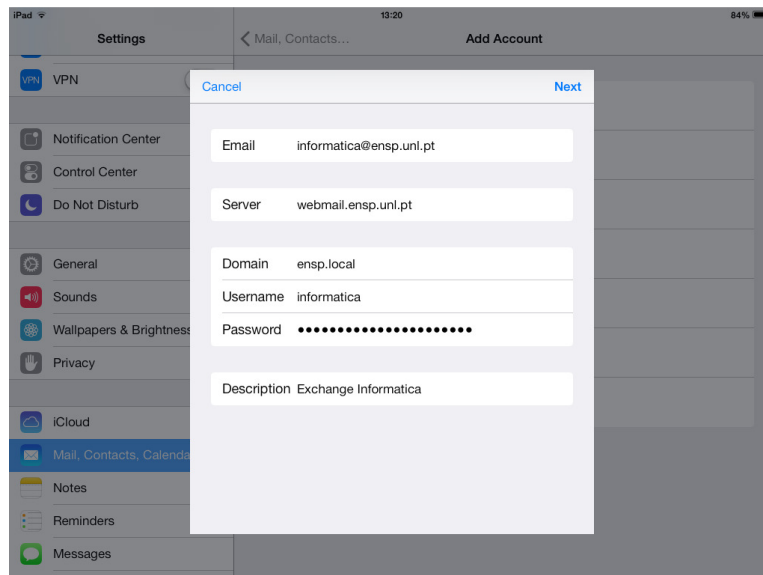 iPad 13:20 84%
Settings
Mail, Contacts... Add Account
VPN VPN
Cancel Next
Notification Center
Email informatica@ensp.unl.pt
Control Center
Do Not Disturb
Server webmail.ensp.unl.pt
General
Domain ensp.local
Sounds
Username informatica
Wallpapers & Brightness
Password ••••••••••••••••••••••
Privacy
Description Exchange Informatica
iCloud
Mail, Contacts, Calenda
Notes
Reminders
Messages